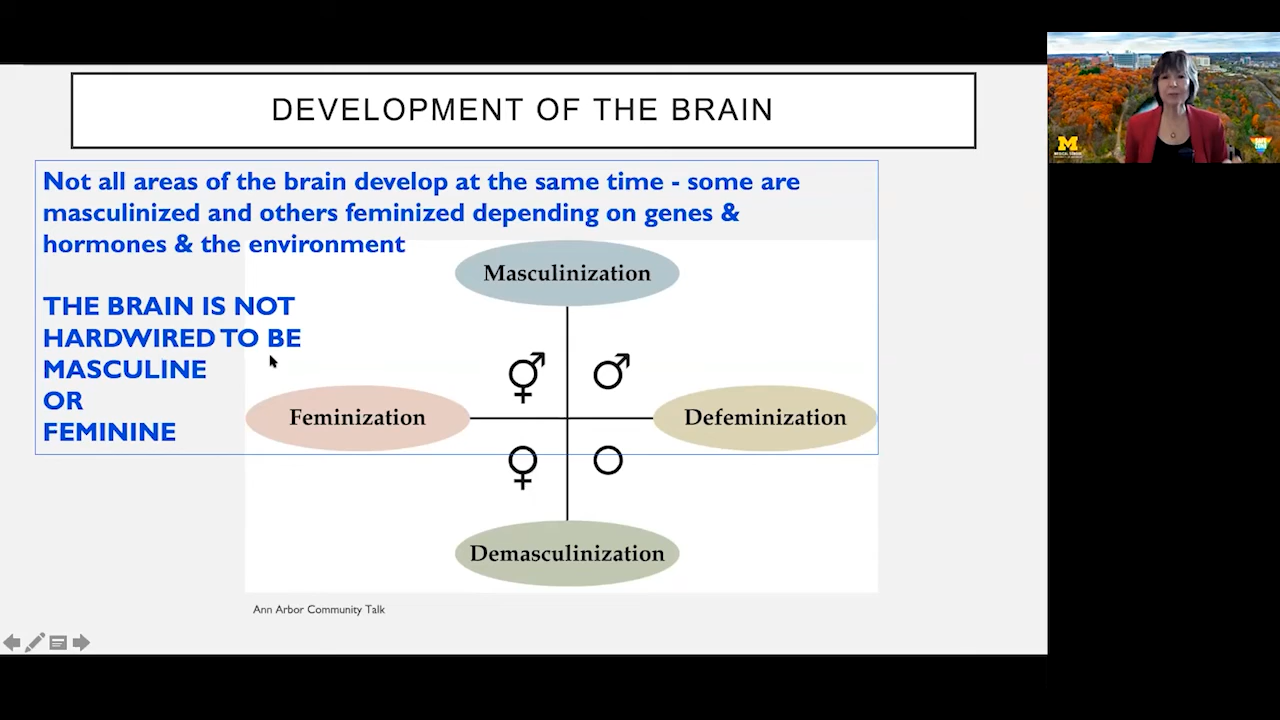 DEVELOPMENT OF THE BRAIN
Not all areas of the brain develop at the same time - some are
masculinized and others feminized depending on genes &
hormones & the environment
THE BRAIN IS NOT
HARDWIRED TO BE
MASCULINE
OR
FEMININE
Masculinization
Feminization
Defeminization
Demasculinization
Ann Arbor Community Talk
M